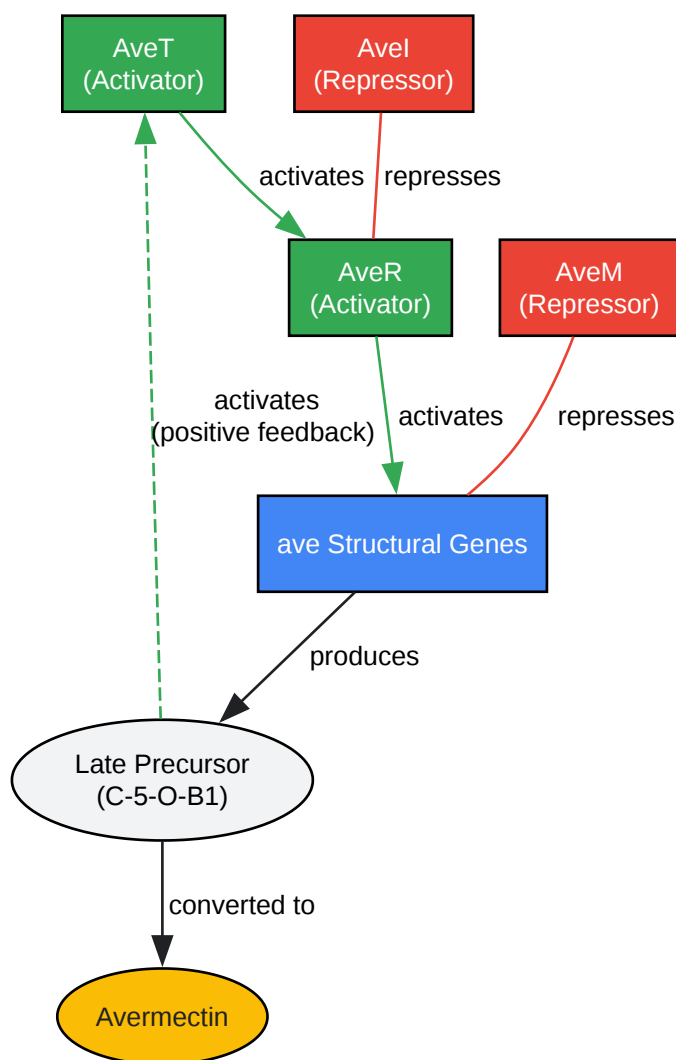 AveT
(Activator)
AveI
(Repressor)
activates
represses
AveR
(Activator)
AveM
(Repressor)
activates
(positive feedback)
activates
represses
ave Structural Genes
produces
Late Precursor
(C-5-O-B1)
converted to
Avermectin